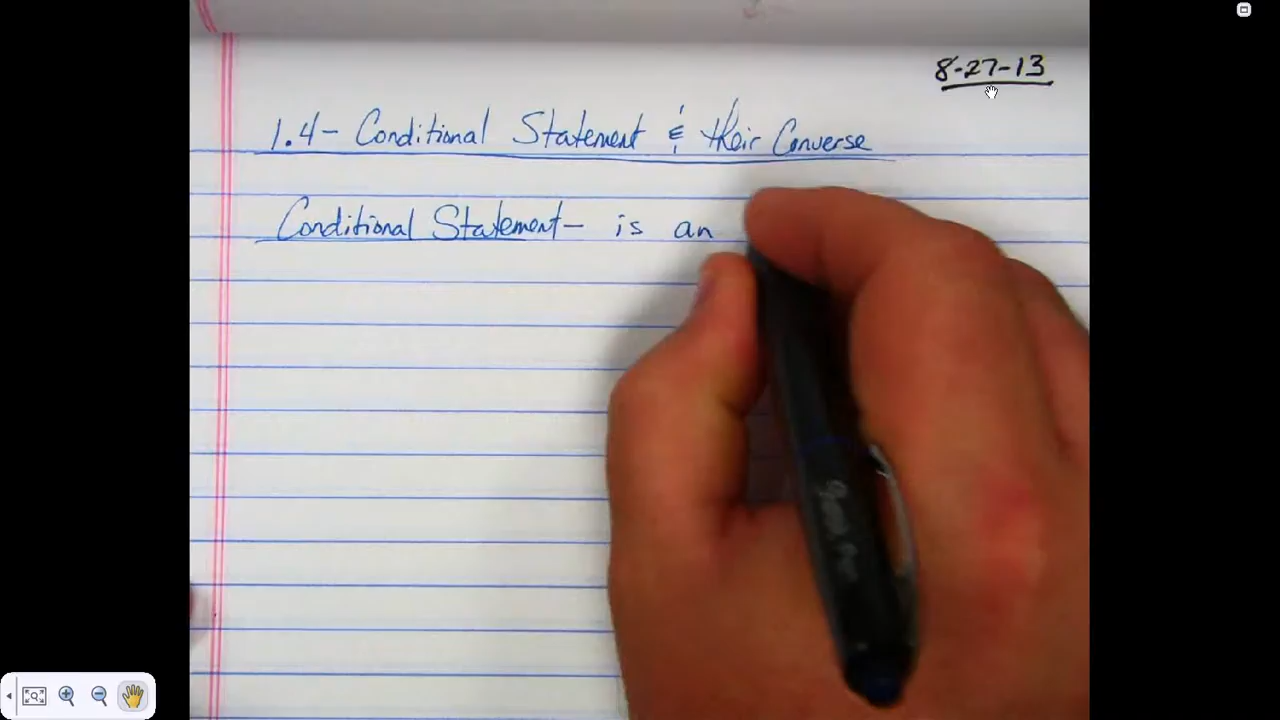 8-27-13
1.4- Conditional Statement & their Converse
Conditional Statement- is an